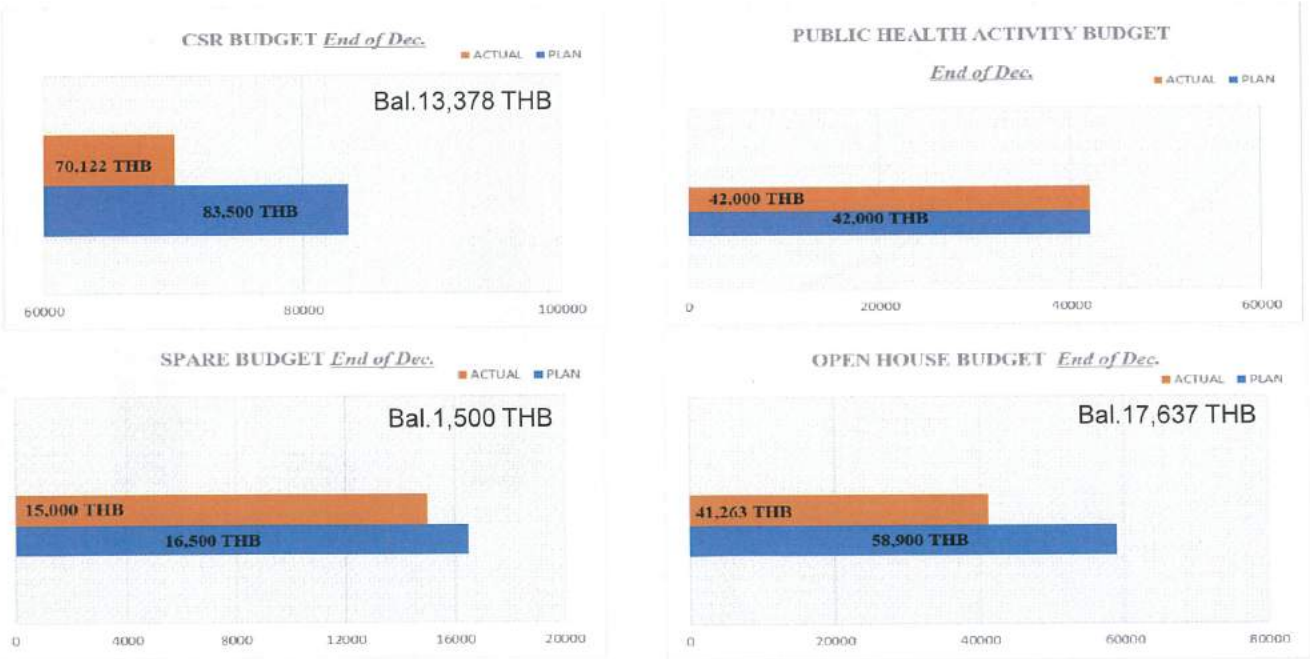 CSR BUDGET End of Dec.
ACTUAL PLAN
Bal.13,378 THB
70,122 THB
83,500 THB
60000 80000 100000
PUBLIC HEALTH ACTIVITY BUDGET
End of Dec.
ACTUAL PLAN
42,000 THB
42,000 THB
0 20000 40000 60000
SPARE BUDGET End of Dec.
ACTUAL PLAN
Bal.1,500 THB
15,000 THB
16,500 THB
0 4000 8000 12000 16000 20000
OPEN HOUSE BUDGET End of Dec.
ACTUAL PLAN
Bal.17,637 THB
41,263 THB
58,900 THB
0 20000 40000 60000 80000